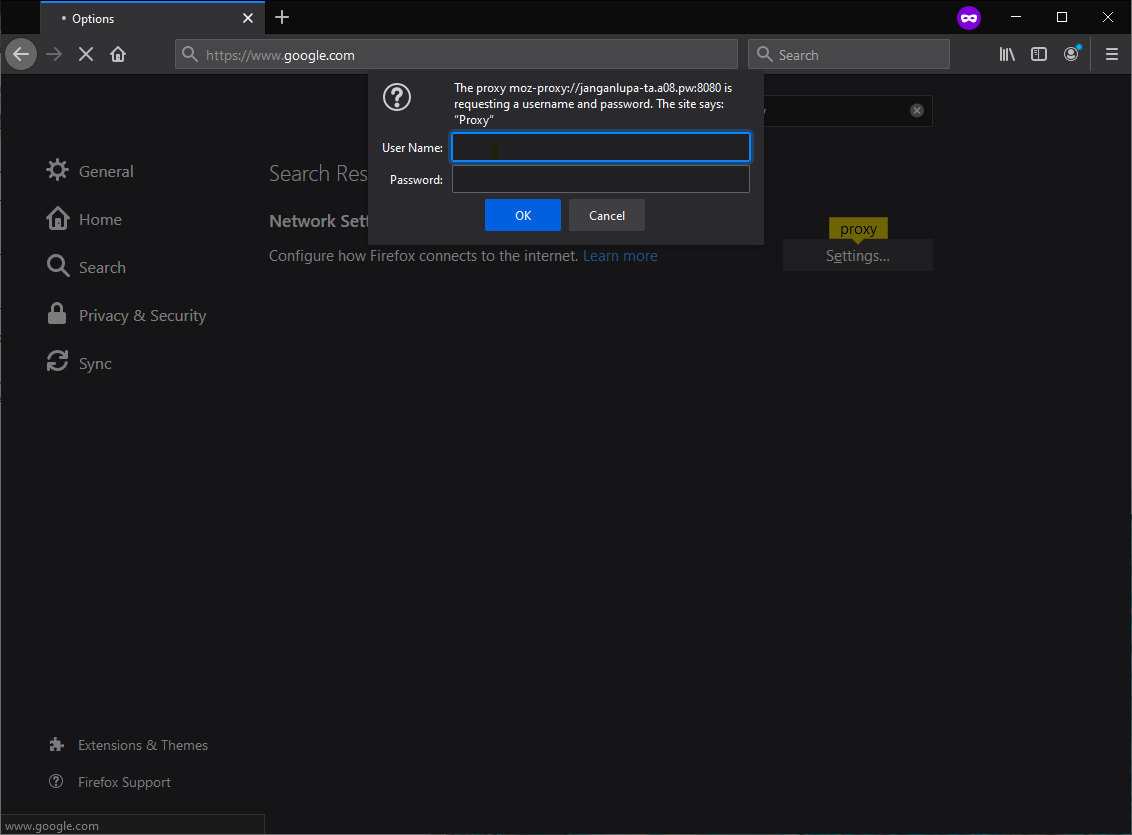 Options
https://www.google.com
Search
The proxy moz-proxy://janganlupa-ta.a08.pw:8080 is
requesting a username and password. The site says:
“Proxy”
User Name:
Password:
OK
Cancel
General
Home
Search
Privacy & Security
Sync
Search Res
Network Sett
Configure how Firefox connects to the internet. Learn more
proxy
Settings...
Extensions & Themes
Firefox Support
www.google.com